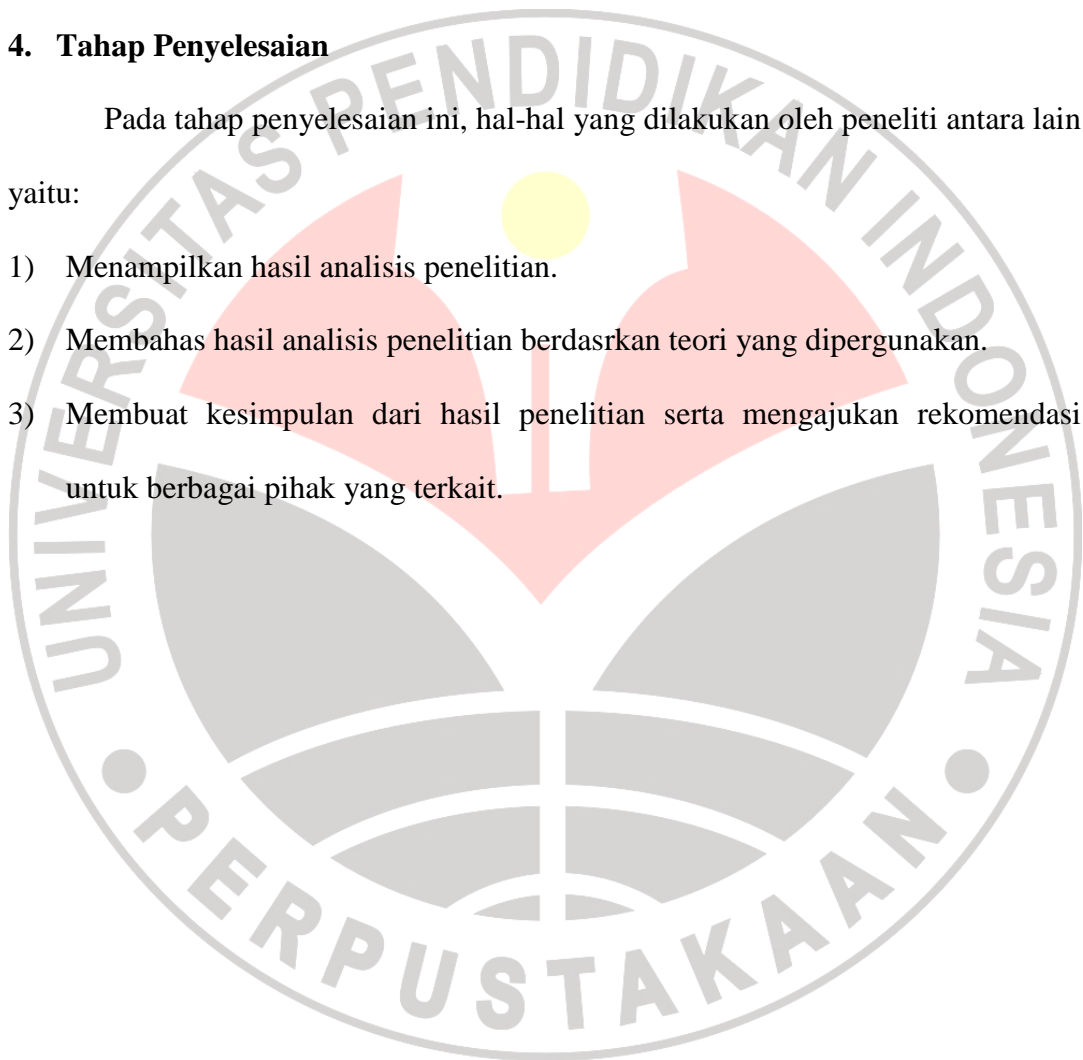 4. Tahap Penyelesaian
Pada tahap penyelesaian ini, hal-hal yang dilakukan oleh peneliti antara lain
yaitu:
1) Menampilkan hasil analisis penelitian.
2) Membahas hasil analisis penelitian berdasrkan teori yang dipergunakan.
3) Membuat kesimpulan dari hasil penelitian serta mengajukan rekomendasi
untuk berbagai pihak yang terkait.
UNIVERSITAS PENDIDIKAN INDONESIA
PERPUSTAKAAN